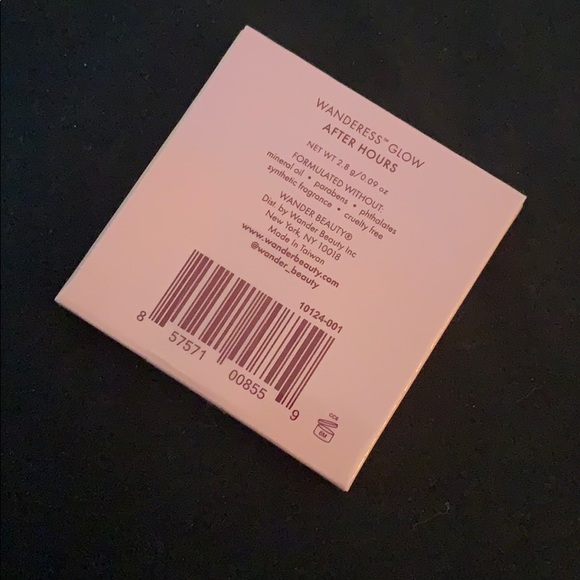 WANDERESS™ GLOW
AFTER HOURS
NET WT 2.8 g/0.09 oz
FORMULATED WITHOUT:
mineral oil • parabens • phthalates
synthetic fragrance • cruelty free
WANDER BEAUTY®
Dist. by Wander Beauty Inc
New York, NY 10018
Made In Taiwan
www.wanderbeauty.com
@wander_beauty
10124-001
8 57571 00855 9
CC6
6M